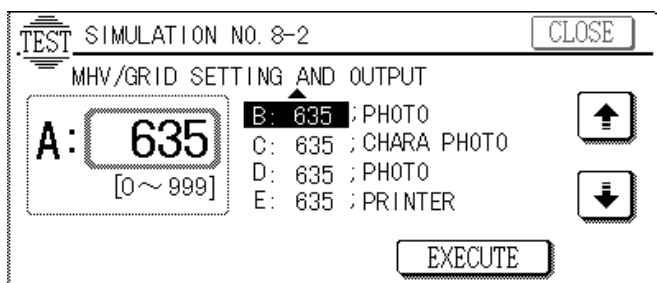 TEST SIMULATION NO. 8-2 CLOSE
MHV/GRID SETTING AND OUTPUT
A: 635
[0～999]
B: 635 ;PHOTO
C: 635 ;CHARA PHOTO
D: 635 ;PHOTO
E: 635 ;PRINTER
EXECUTE